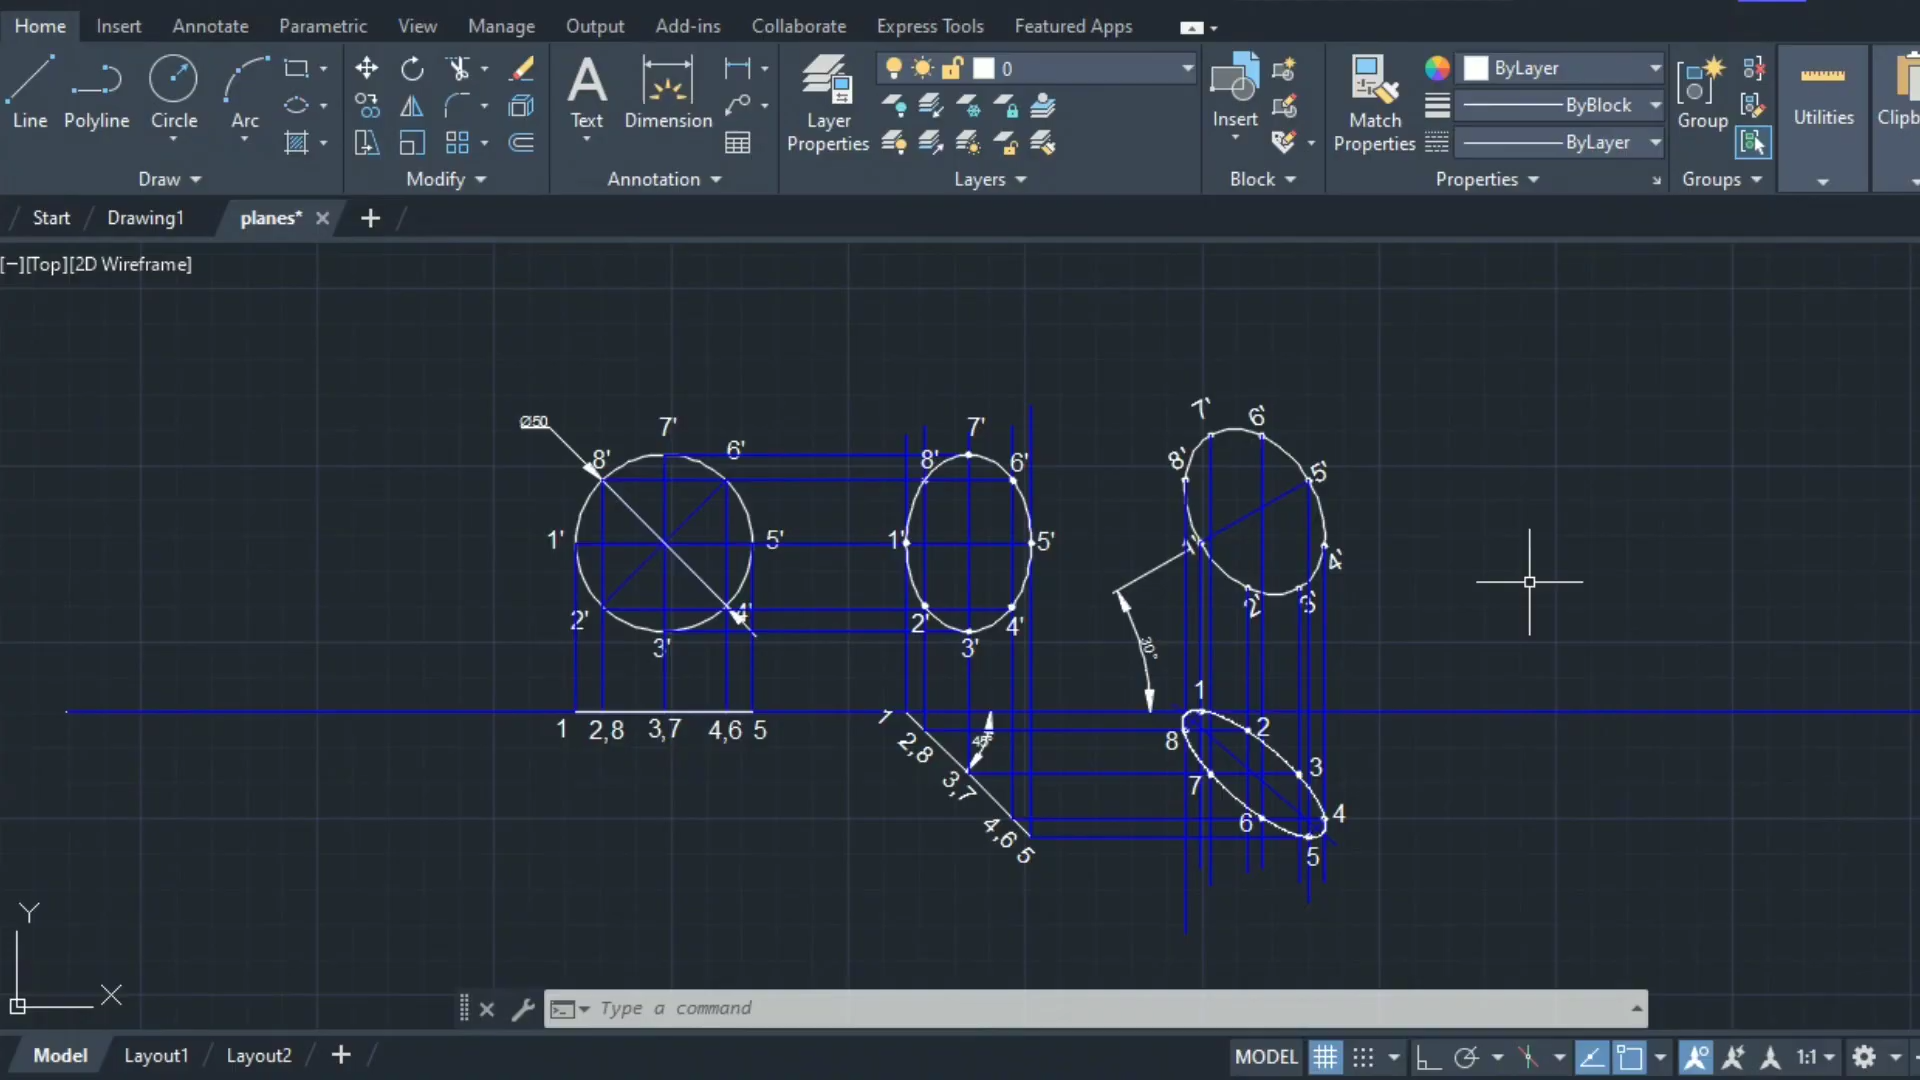 Home Insert Annotate Parametric View Manage Output Add-ins Collaborate Express Tools Featured Apps
Line Polyline Circle Arc
Text Dimension
Layer Properties
0
Insert
Match Properties
ByLayer
ByBlock
ByLayer
Group
Utilities
Clipb
Draw Modify Annotation Layers Block Properties Groups
Start Drawing1 planes*
[−][Top][2D Wireframe]
Ø50
7'
6'
8'
1'
5'
2'
4'
3'
1 2,8 3,7 4,6 5
7'
8'
6'
1'
5'
2'
4'
3'
1
2,8
45°
3,7
4,6
5
7'
6'
8'
5'
1'
4'
2'
3'
30°
1
2
8
3
7
4
6
5
Y
X
Type a command
Model Layout1 Layout2
MODEL 1:1